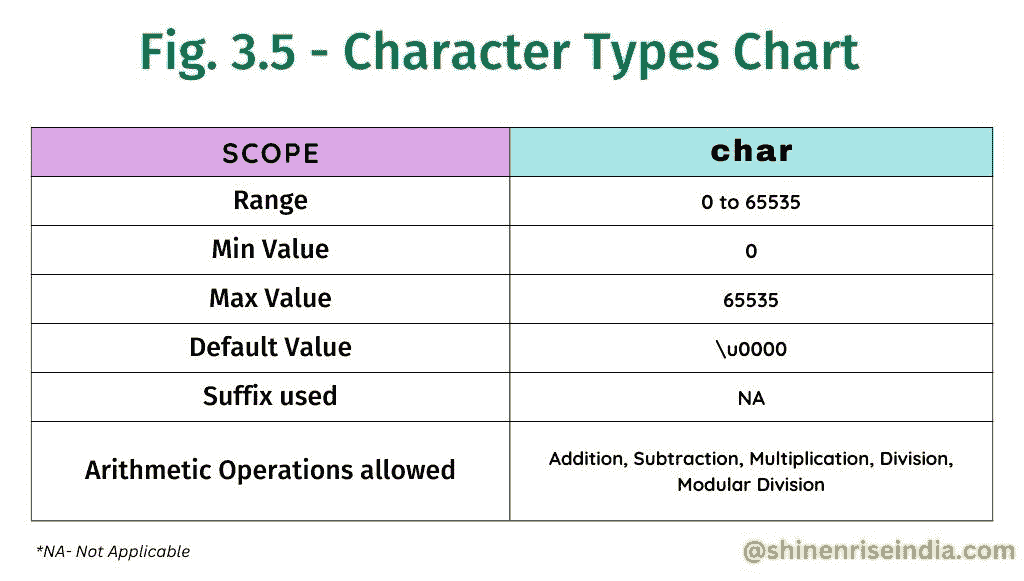 Fig. 3.5 - Character Types Chart
SCOPE char
Range 0 to 65535
Min Value 0
Max Value 65535
Default Value \u0000
Suffix used NA
Arithmetic Operations allowed Addition, Subtraction, Multiplication, Division,
Modular Division
*NA- Not Applicable
@shinenriseindia.com